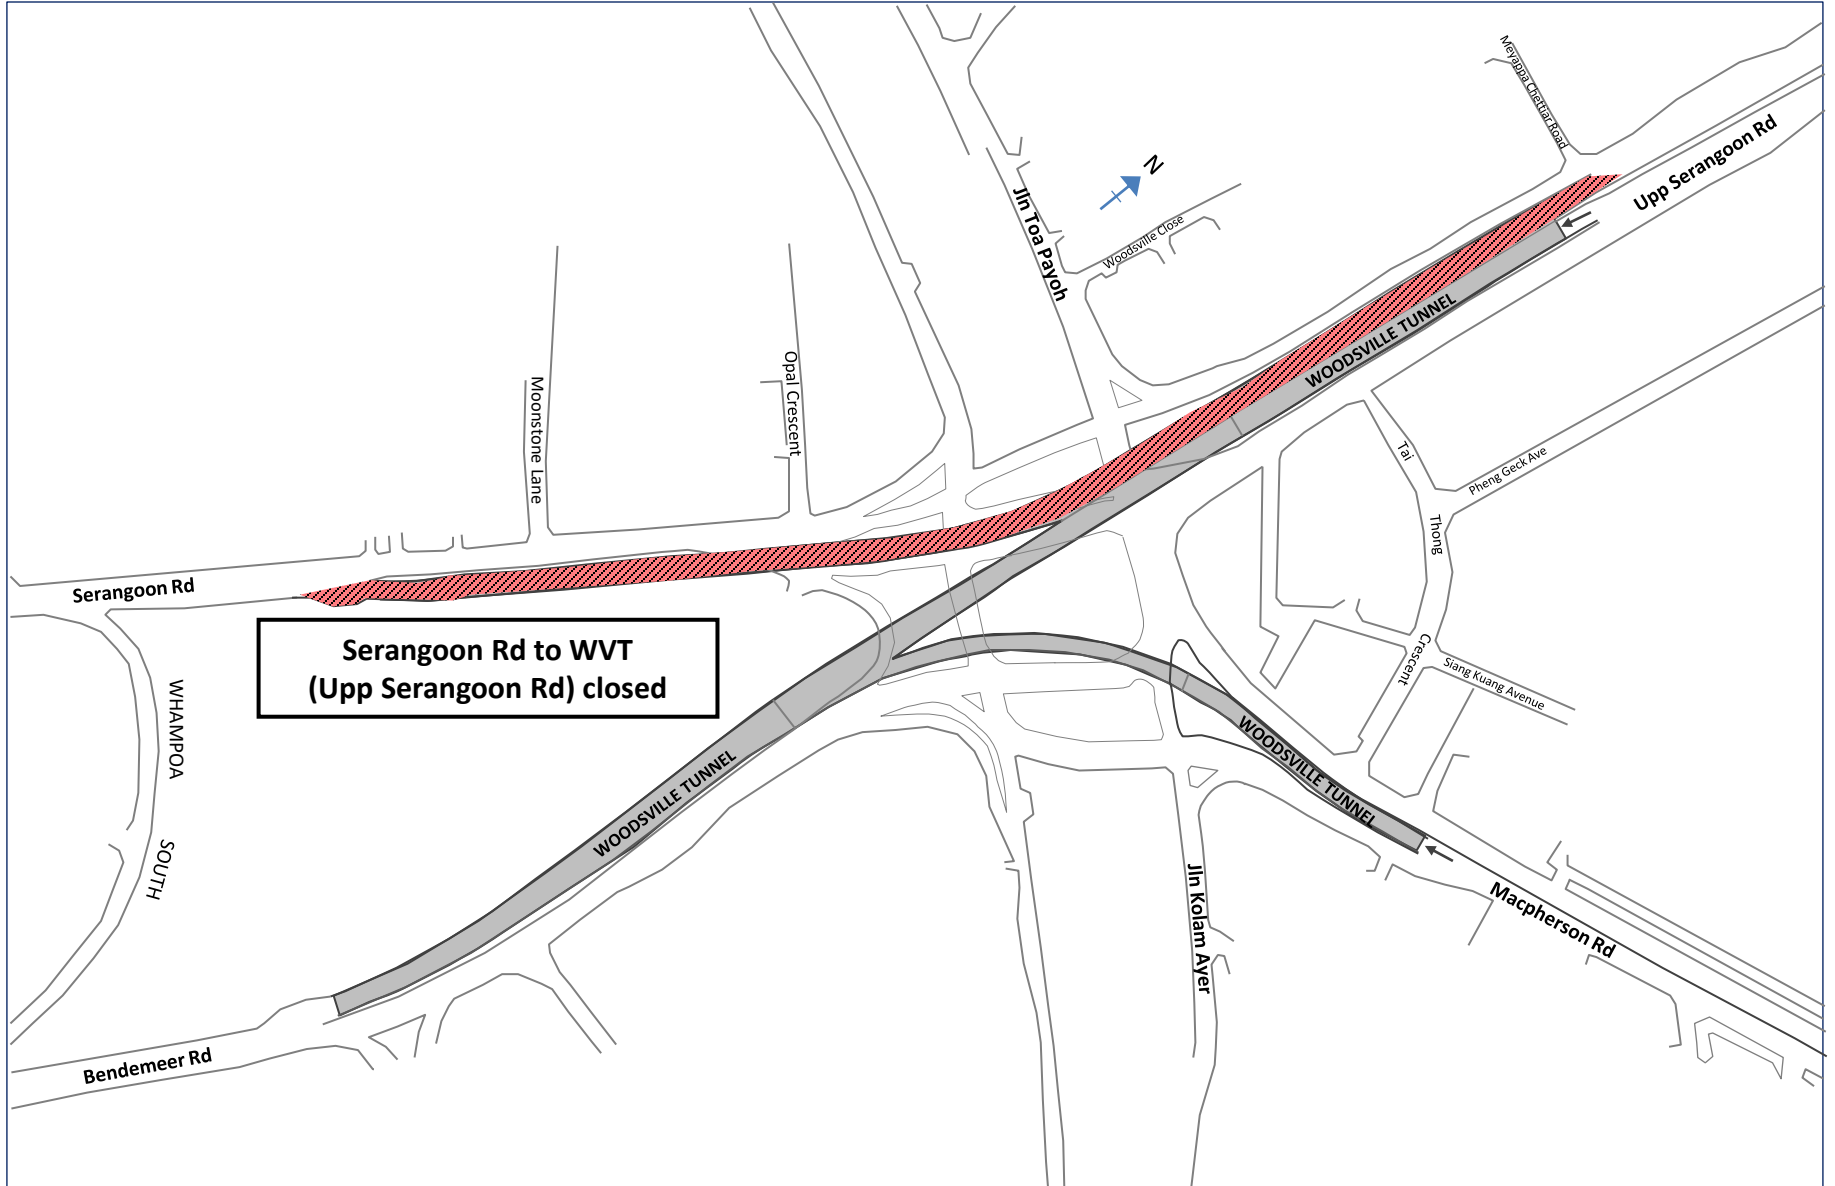 Meyappa Chettiar Road
Upp Serangoon Rd
N
Jln Toa Payoh
Woodsville Close
WOODSVILLE TUNNEL
Opal Crescent
Moonstone Lane
Tai
Thong
Crescent
Pheng Geck Ave
Serangoon Rd
Serangoon Rd to WVT
(Upp Serangoon Rd) closed
Siang Kuang Avenue
WHAMPOA
SOUTH
WOODSVILLE TUNNEL
WOODSVILLE TUNNEL
Jln Kolam Ayer
Macpherson Rd
Bendemeer Rd